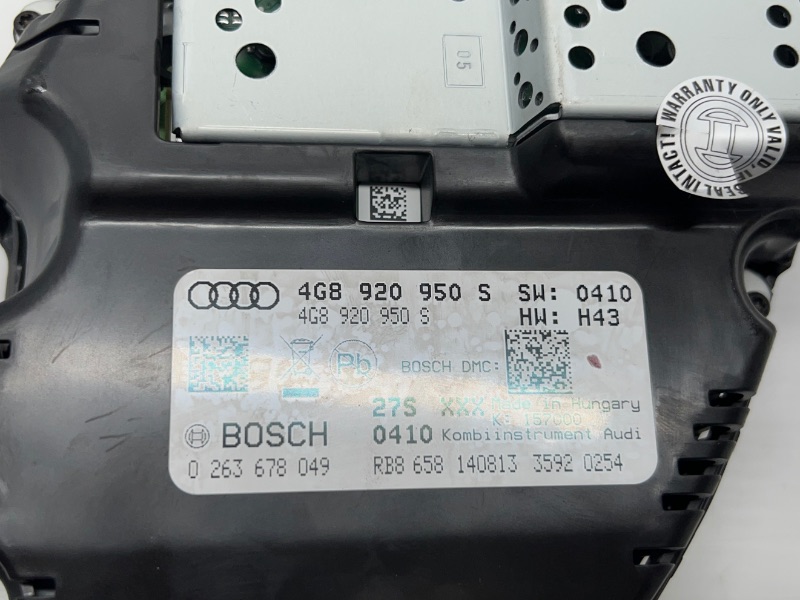 05
WARRANTY ONLY VALID, IF SEAL INTACT!
4G8 920 950 S SW: 0410
4G8 920 950 S HW: H43
Pb
BOSCH DMC:
27S XXX Made in Hungary
K: 157000
BOSCH 0410 Kombiinstrument Audi
0 263 678 049 RB8 658 140813 3592 0254